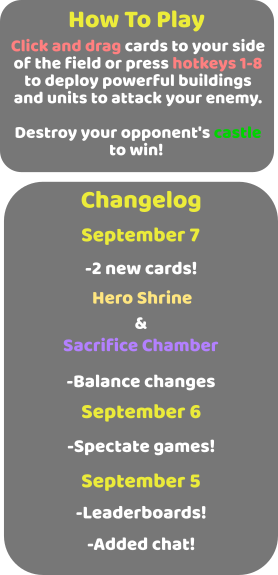 How To Play
Click and drag cards to your side
of the field or press hotkeys 1-8
to deploy powerful buildings
and units to attack your enemy.
Destroy your opponent's castle
to win!
Changelog
September 7
-2 new cards!
Hero Shrine
&
Sacrifice Chamber
-Balance changes
September 6
-Spectate games!
September 5
-Leaderboards!
-Added chat!